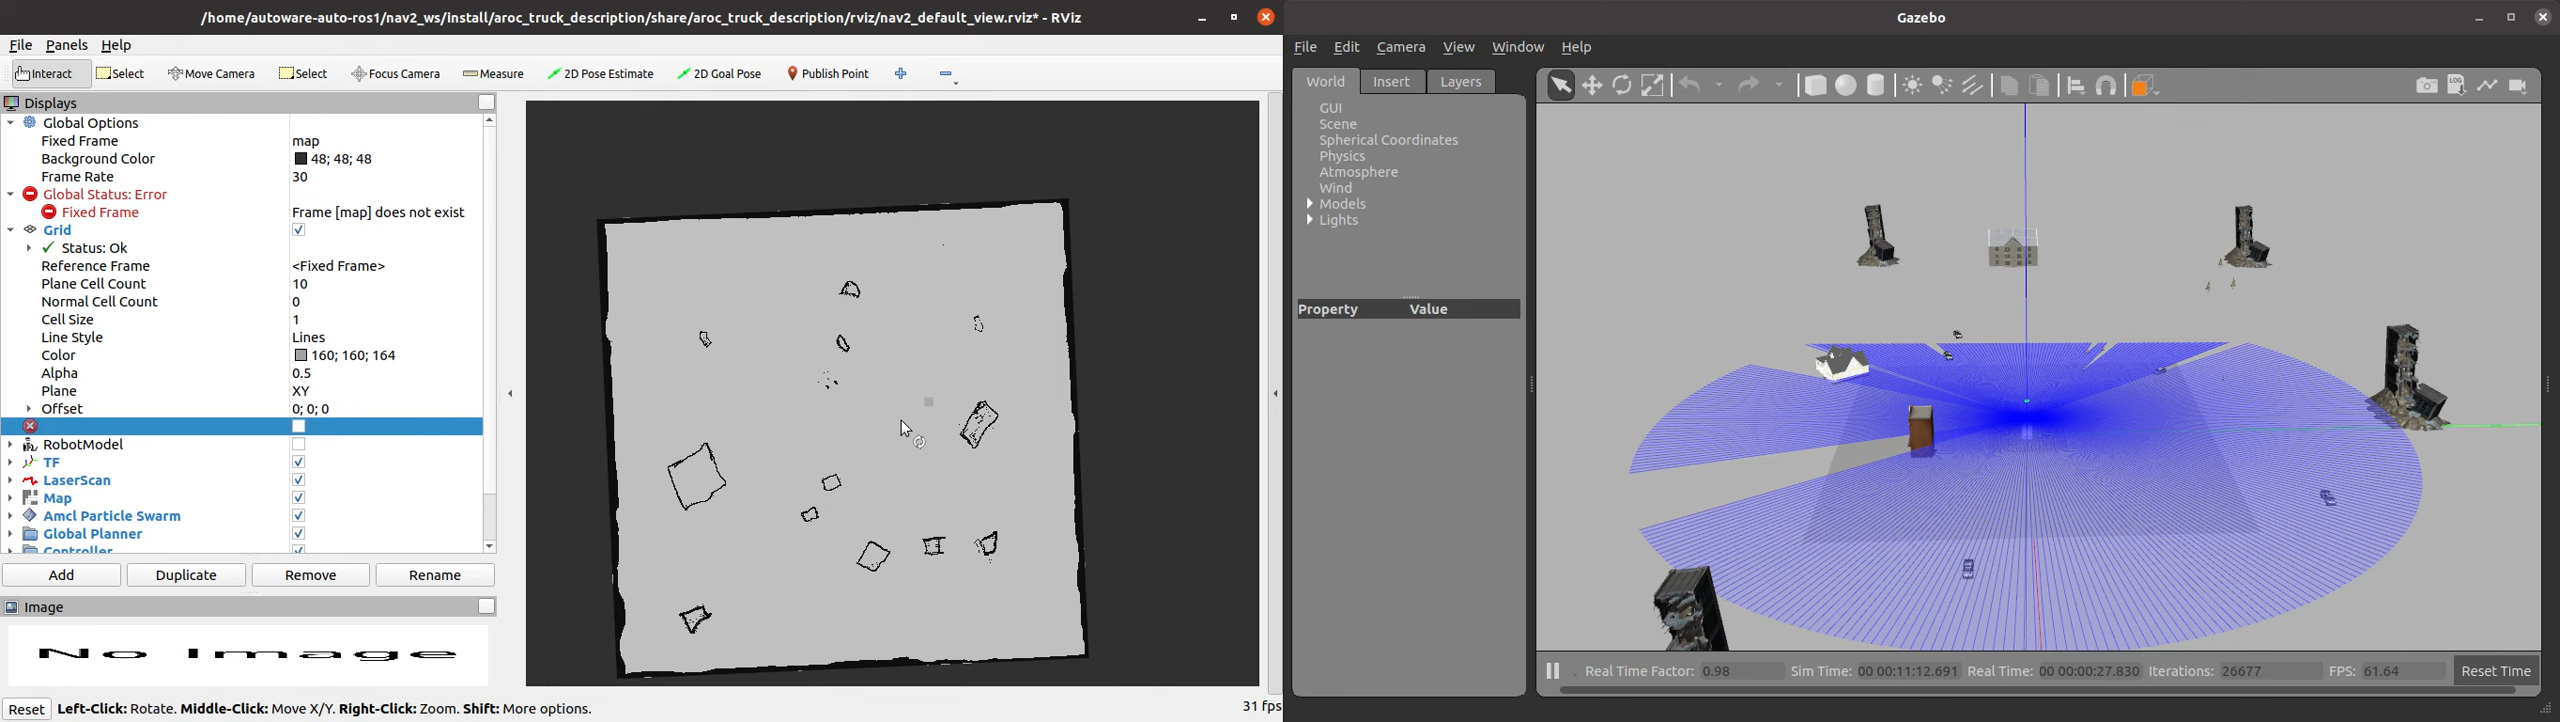 /home/autoware-auto-ros1/nav2_ws/install/aroc_truck_description/share/aroc_truck_description/rviz/nav2_default_view.rviz* - RViz
File Panels Help
Interact Select Move Camera Select Focus Camera Measure 2D Pose Estimate 2D Goal Pose Publish Point
Displays
Global Options
Fixed Frame map
Background Color 48; 48; 48
Frame Rate 30
Global Status: Error
Fixed Frame Frame [map] does not exist
Grid
Status: Ok
Reference Frame <Fixed Frame>
Plane Cell Count 10
Normal Cell Count 0
Cell Size 1
Line Style Lines
Color 160; 160; 164
Alpha 0.5
Plane XY
Offset 0; 0; 0
RobotModel
TF
LaserScan
Map
Amcl Particle Swarm
Global Planner
Controller
Add Duplicate Remove Rename
Image
No Image
Reset Left-Click: Rotate. Middle-Click: Move X/Y. Right-Click: Zoom. Shift: More options. 31 fps
Gazebo
File Edit Camera View Window Help
World Insert Layers
GUI
Scene
Spherical Coordinates
Physics
Atmosphere
Wind
Models
Lights
Property Value
LOG
Real Time Factor: 0.98 Sim Time: 00 00:11:12.691 Real Time: 00 00:00:27.830 Iterations: 26677 FPS: 61.64 Reset Time